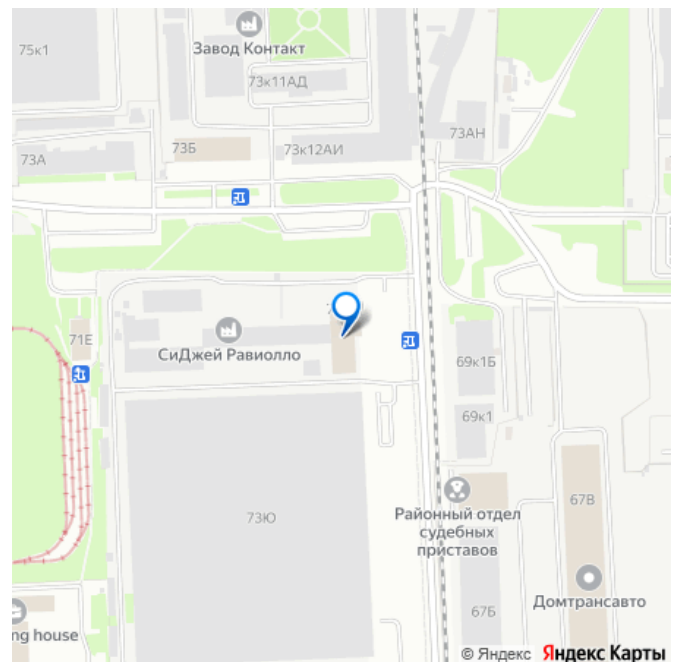 75к1
Завод Контакт
73к11АД
73Б
73к12АИ
73АН
73А
71Е
СиДжей Равиолло
69к1Б
69к1
73Ю
Районный отдел
судебных
приставов
67В
67Б
Домтрансавто
ng house
© Яндекс Яндекс Карты